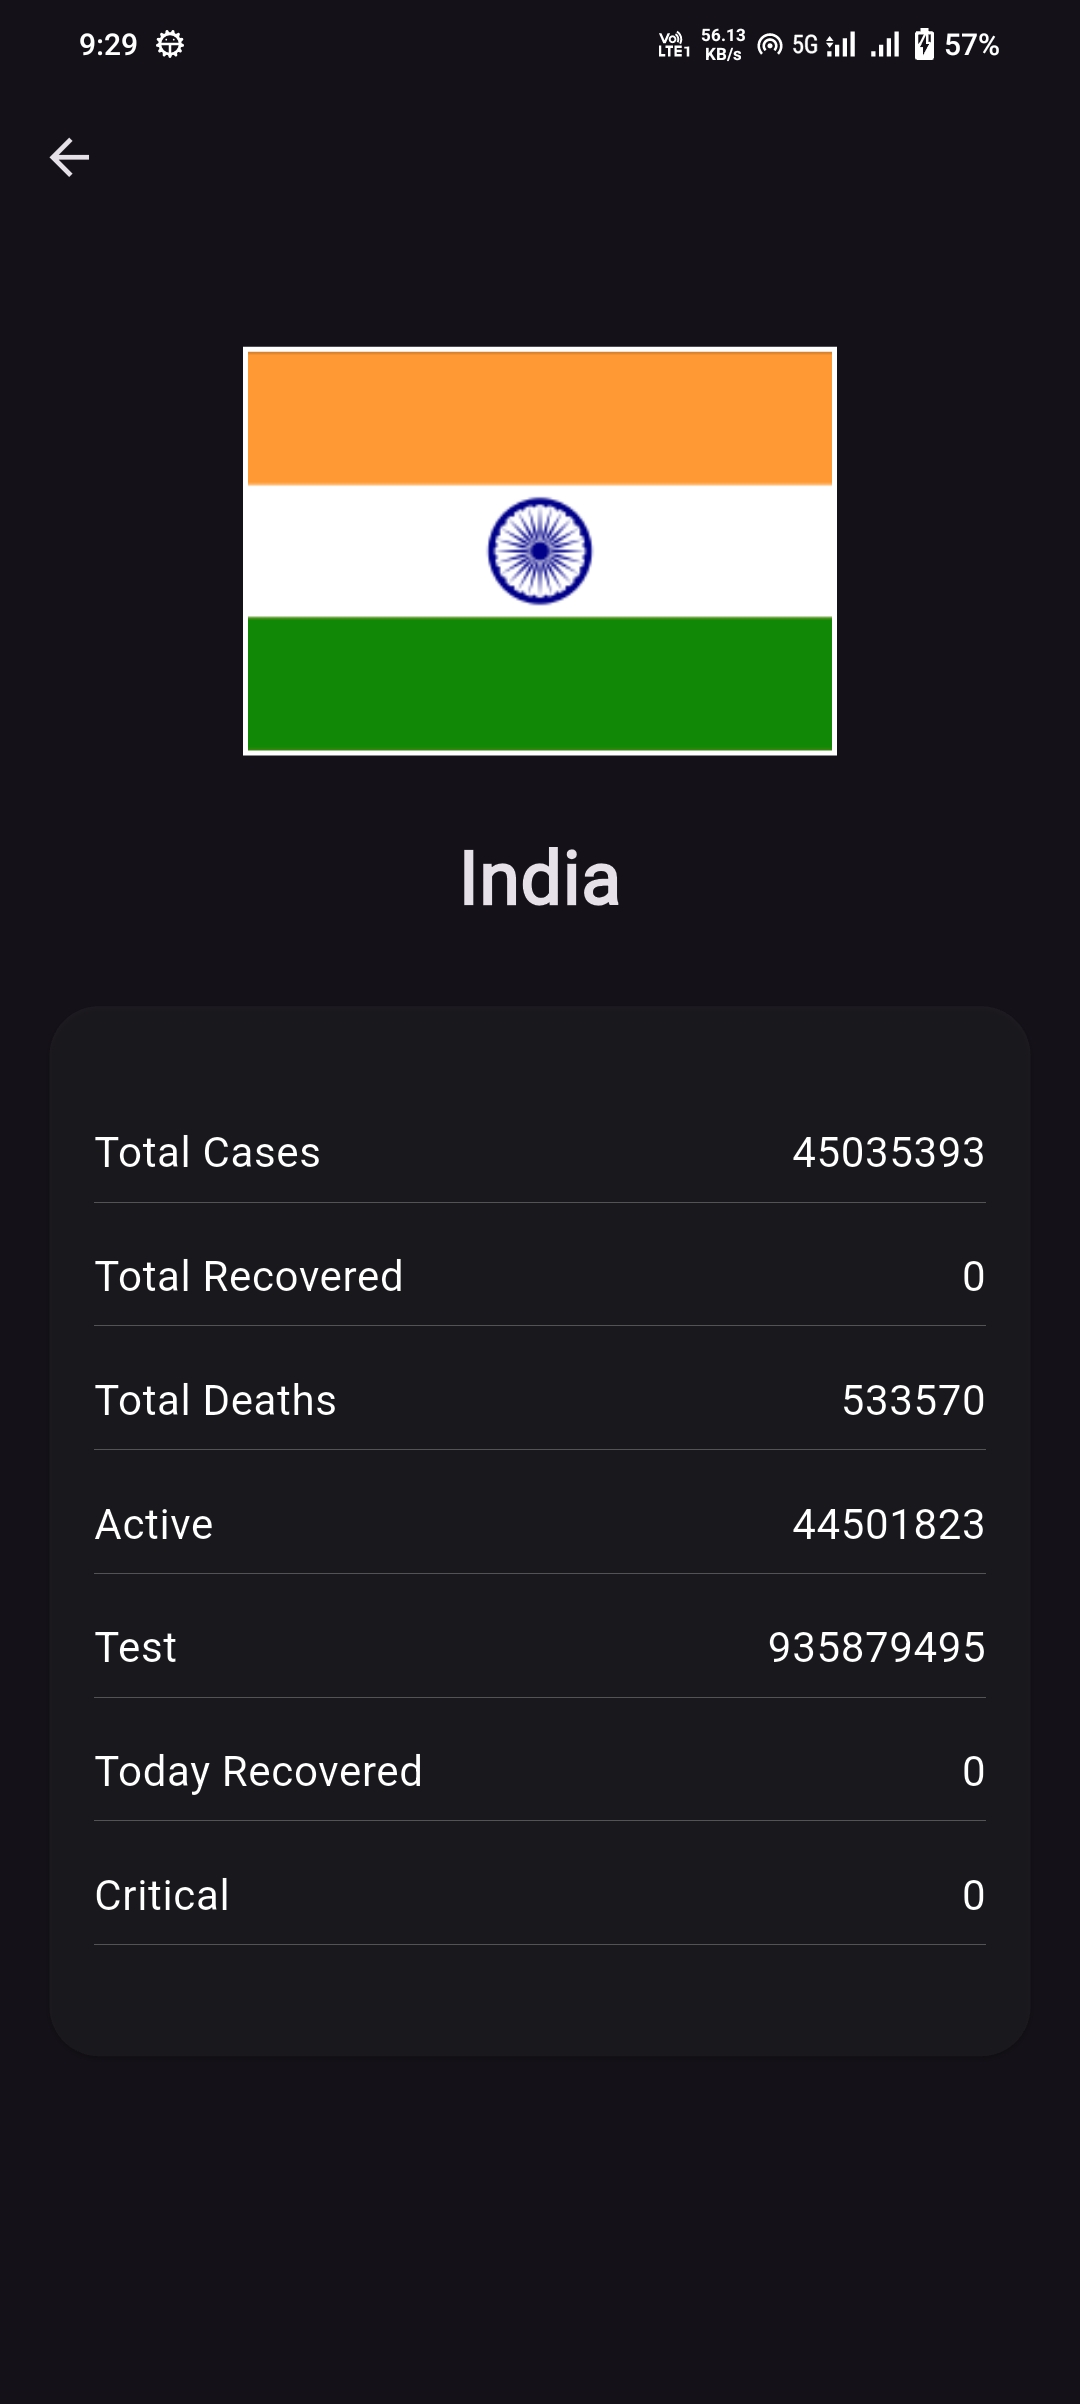 9:29 Vo) LTE1 56.13 KB/s 5G 57%
India
Total Cases 45035393
Total Recovered 0
Total Deaths 533570
Active 44501823
Test 935879495
Today Recovered 0
Critical 0